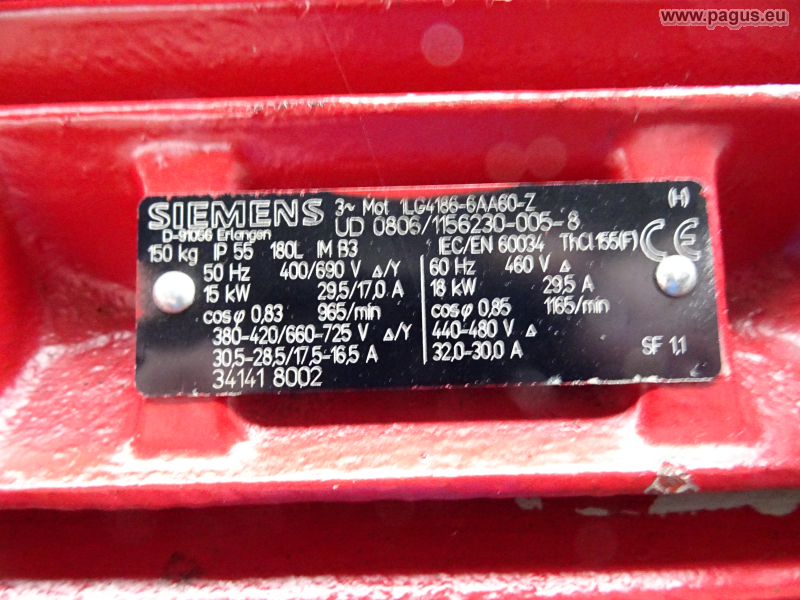 www.pagus.eu
SIEMENS 3~ Mot 1LG4186-6AA60-Z (H)
D-91056 Erlangen UD 0806/1156230-005-8
150 kg IP 55 180L IM B3 IEC/EN 60034 ThCl.155(F) CE
50 Hz 400/690 V Δ/Y 60 Hz 460 V Δ
15 kW 29,5/17,0 A 18 kW 29,5 A
cos φ 0,83 965/min cos φ 0,85 1165/min
380-420/660-725 V Δ/Y 440-480 V Δ
30,5-28,5/17,5-16,5 A 32,0-30,0 A SF 1,1
34141 8002